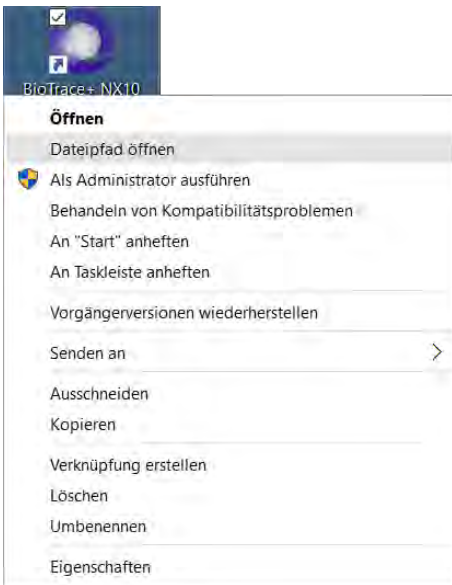 BioTrace+ NX10
Öffnen
Dateipfad öffnen
Als Administrator ausführen
Behandeln von Kompatibilitätsproblemen
An "Start" anheften
An Taskleiste anheften
Vorgängerversionen wiederherstellen
Senden an
Ausschneiden
Kopieren
Verknüpfung erstellen
Löschen
Umbenennen
Eigenschaften